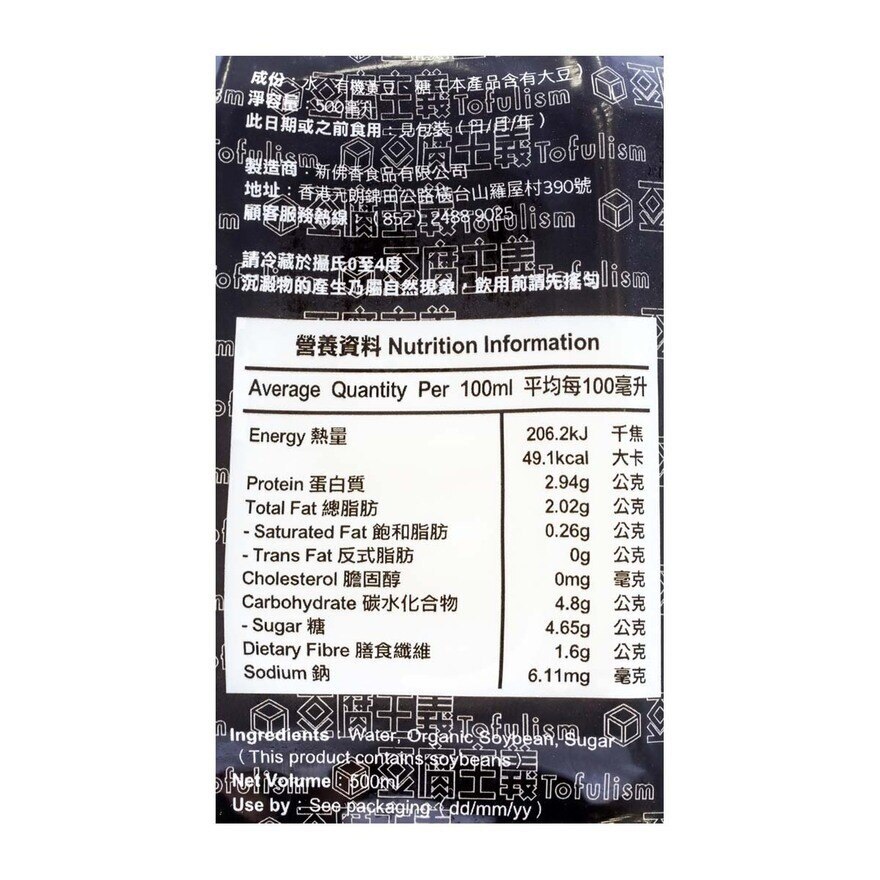 成份：水、有機黃豆、糖（本產品含有大豆）
淨容量：500毫升
此日期或之前食用：見包裝（日/月/年）
豆腐主義 Tofulism
製造商：新佛香食品有限公司
地址：香港元朗錦田公路橫台山羅屋村390號
顧客服務熱線：（852）2488 9025
請冷藏於攝氏0至4度
沉澱物的產生乃屬自然現象，飲用前請先搖勻
營養資料 Nutrition Information
Average Quantity Per 100ml 平均每100毫升
Energy 熱量 206.2kJ 千焦
49.1kcal 大卡
Protein 蛋白質 2.94g 公克
Total Fat 總脂肪 2.02g 公克
- Saturated Fat 飽和脂肪 0.26g 公克
- Trans Fat 反式脂肪 0g 公克
Cholesterol 膽固醇 0mg 毫克
Carbohydrate 碳水化合物 4.8g 公克
- Sugar 糖 4.65g 公克
Dietary Fibre 膳食纖維 1.6g 公克
Sodium 鈉 6.11mg 毫克
Ingredients : Water, Organic Soybean, Sugar
（This product contains soybeans）
Net Volume : 500ml
豆腐主義 Tofulism
Use by : See packaging（dd/mm/yy）